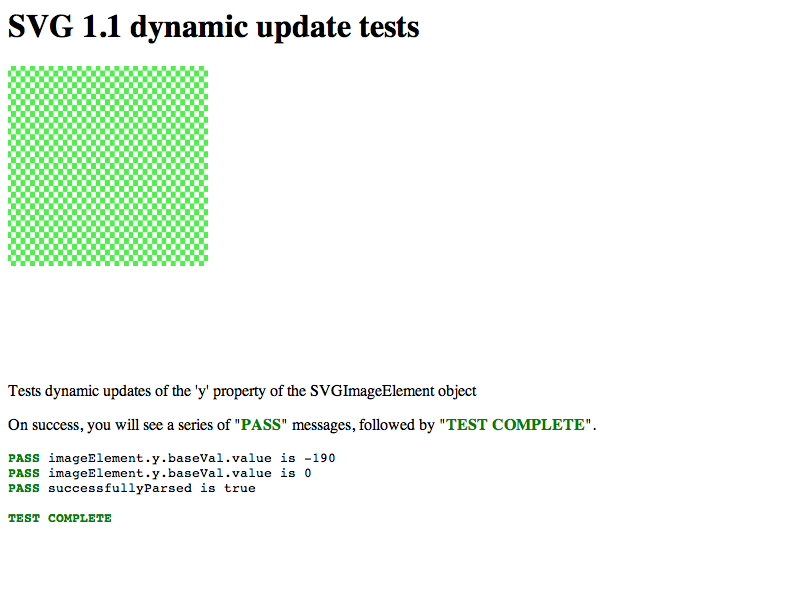 SVG 1.1 dynamic update tests
Tests dynamic updates of the 'y' property of the SVGImageElement object
On success, you will see a series of "PASS" messages, followed by "TEST COMPLETE".
PASS imageElement.y.baseVal.value is -190
PASS imageElement.y.baseVal.value is 0
PASS successfullyParsed is true
TEST COMPLETE